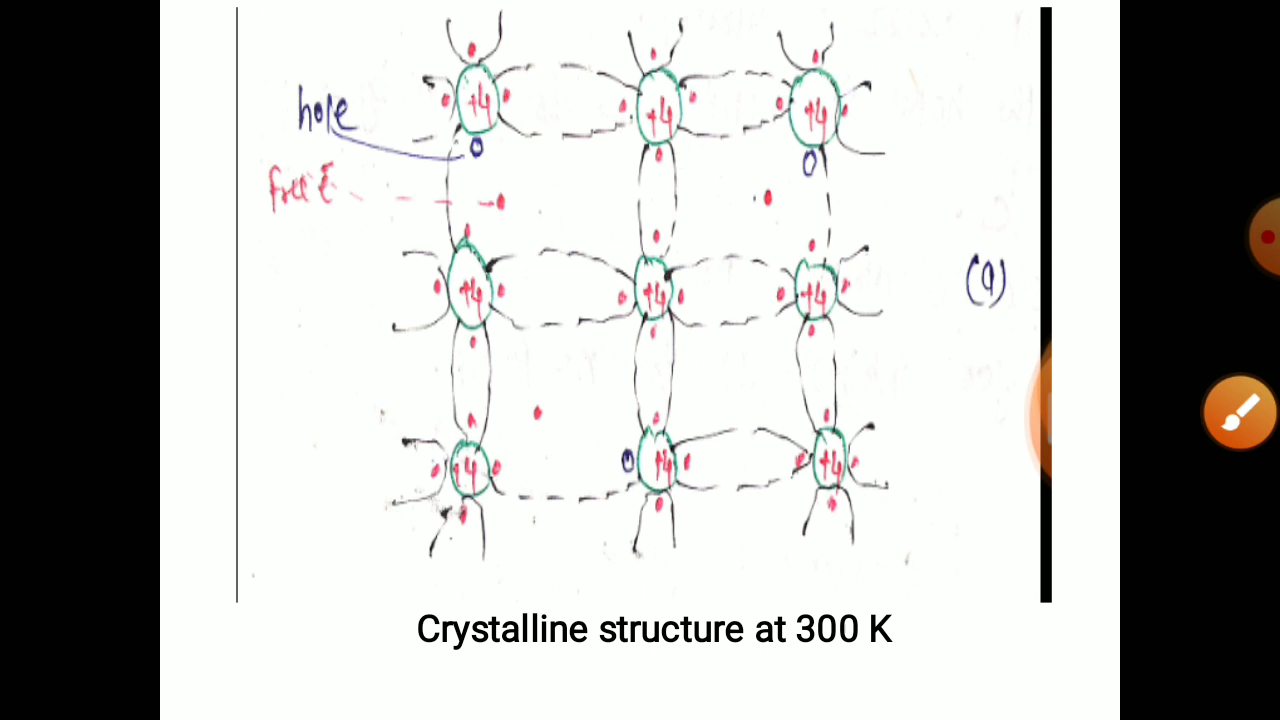 +4 +4 +4
hole
free ē
+4 +4 +4
(a)
+4 +4 +4
Crystalline structure at 300 K